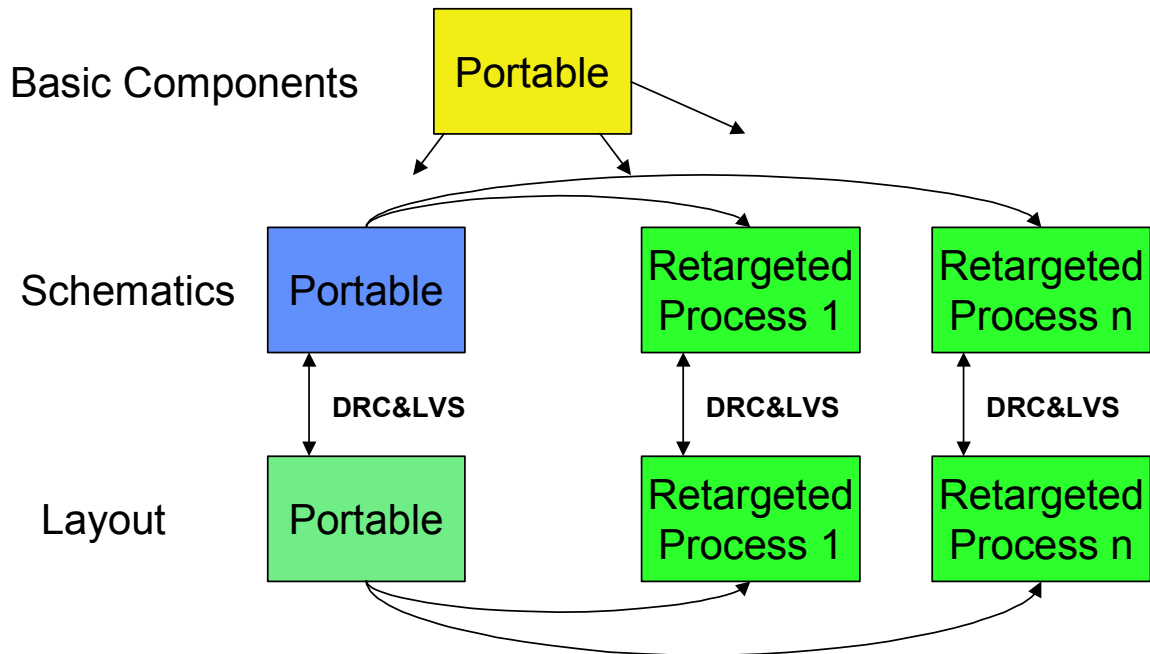 Basic Components
Portable
Schematics
Portable
Retargeted
Process 1
Retargeted
Process n
DRC&LVS
DRC&LVS
DRC&LVS
Layout
Portable
Retargeted
Process 1
Retargeted
Process n